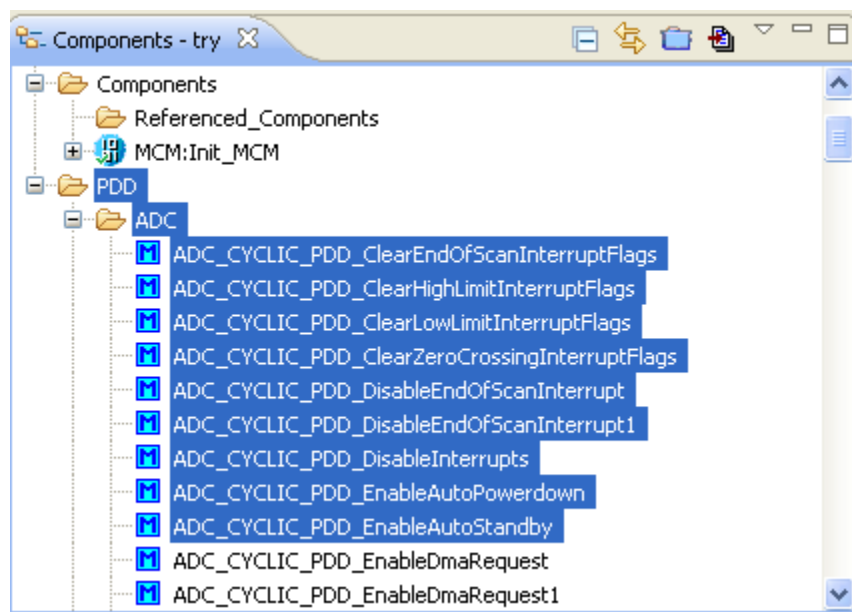 Components - try
Components
Referenced_Components
MCM:Init_MCM
PDD
ADC
M ADC_CYCLIC_PDD_ClearEndOfScanInterruptFlags
M ADC_CYCLIC_PDD_ClearHighLimitInterruptFlags
M ADC_CYCLIC_PDD_ClearLowLimitInterruptFlags
M ADC_CYCLIC_PDD_ClearZeroCrossingInterruptFlags
M ADC_CYCLIC_PDD_DisableEndOfScanInterrupt
M ADC_CYCLIC_PDD_DisableEndOfScanInterrupt1
M ADC_CYCLIC_PDD_DisableInterrupts
M ADC_CYCLIC_PDD_EnableAutoPowerdown
M ADC_CYCLIC_PDD_EnableAutoStandby
M ADC_CYCLIC_PDD_EnableDmaRequest
M ADC_CYCLIC_PDD_EnableDmaRequest1